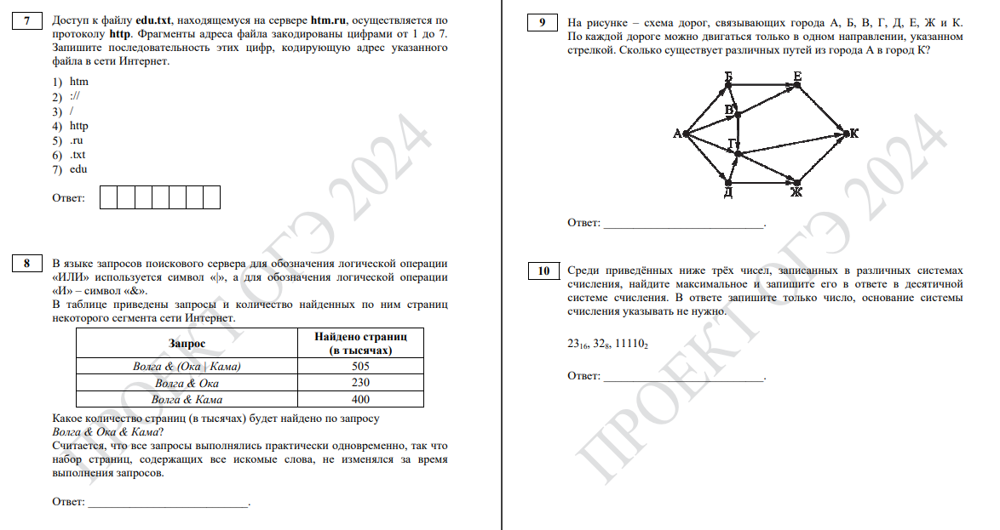 7
Доступ к файлу edu.txt, находящемуся на сервере htm.ru, осуществляется по
протоколу http. Фрагменты адреса файла закодированы цифрами от 1 до 7.
Запишите последовательность этих цифр, кодирующую адрес указанного
файла в сети Интернет.
1) htm
2) ://
3) /
4) http
5) .ru
6) .txt
7) edu
Ответ:
8
В языке запросов поискового сервера для обозначения логической операции
«ИЛИ» используется символ «|», а для обозначения логической операции
«И» – символ «&».
В таблице приведены запросы и количество найденных по ним страниц
некоторого сегмента сети Интернет.
Запрос
Найдено страниц
(в тысячах)
Волга & (Ока | Кама) 505
Волга & Ока 230
Волга & Кама 400
Какое количество страниц (в тысячах) будет найдено по запросу
Волга & Ока & Кама?
Считается, что все запросы выполнялись практически одновременно, так что
набор страниц, содержащих все искомые слова, не изменялся за время
выполнения запросов.
Ответ: ____________________________.
ПРОЕКТ ОГЭ 2024
9
На рисунке – схема дорог, связывающих города А, Б, В, Г, Д, Е, Ж и К.
По каждой дороге можно двигаться только в одном направлении, указанном
стрелкой. Сколько существует различных путей из города А в город К?
Б
Е
В
А
К
Г
Д
Ж
Ответ: ____________________________.
10
Среди приведённых ниже трёх чисел, записанных в различных системах
счисления, найдите максимальное и запишите его в ответе в десятичной
системе счисления. В ответе запишите только число, основание системы
счисления указывать не нужно.
23₁₆, 32₈, 11110₂
Ответ: ____________________________.
ПРОЕКТ ОГЭ 2024